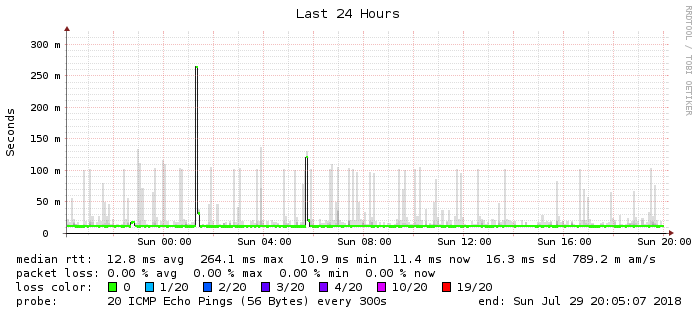 Last 24 Hours
RRDTOOL / TOBI OETIKER
Seconds
300 m
250 m
200 m
150 m
100 m
50 m
0
Sun 00:00 Sun 04:00 Sun 08:00 Sun 12:00 Sun 16:00 Sun 20:00
median rtt: 12.8 ms avg 264.1 ms max 10.9 ms min 11.4 ms now 16.3 ms sd 789.2 m am/s
packet loss: 0.00 % avg 0.00 % max 0.00 % min 0.00 % now
loss color: 0 1/20 2/20 3/20 4/20 10/20 19/20
probe: 20 ICMP Echo Pings (56 Bytes) every 300s end: Sun Jul 29 20:05:07 2018